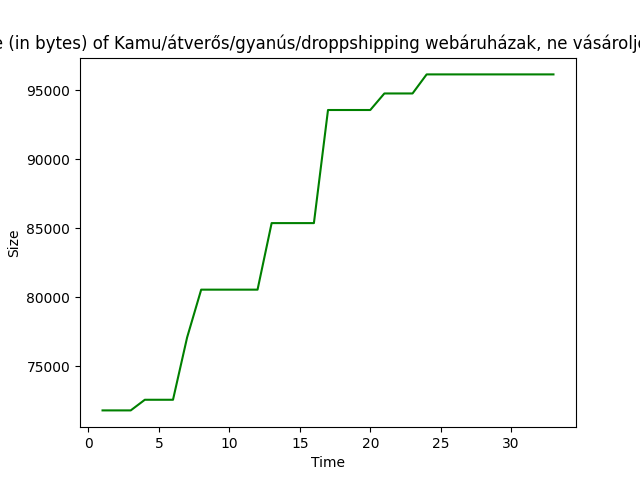 (in bytes) of Kamu/átverős/gyanús/droppshipping webáruházak, ne
95000
90000
85000
80000
75000
Size
0 5 10 15 20 25 30
Time